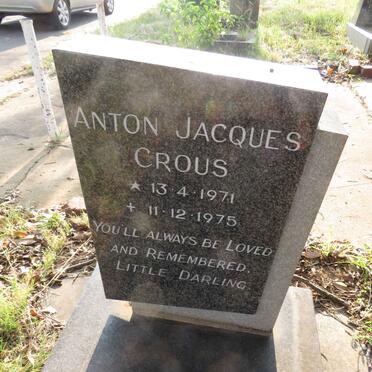 ANTON JACQUES
CROUS
★ 13·4·1971
+ 11·12·1975
YOU'LL ALWAYS BE LOVED
AND REMEMBERED.
LITTLE DARLING